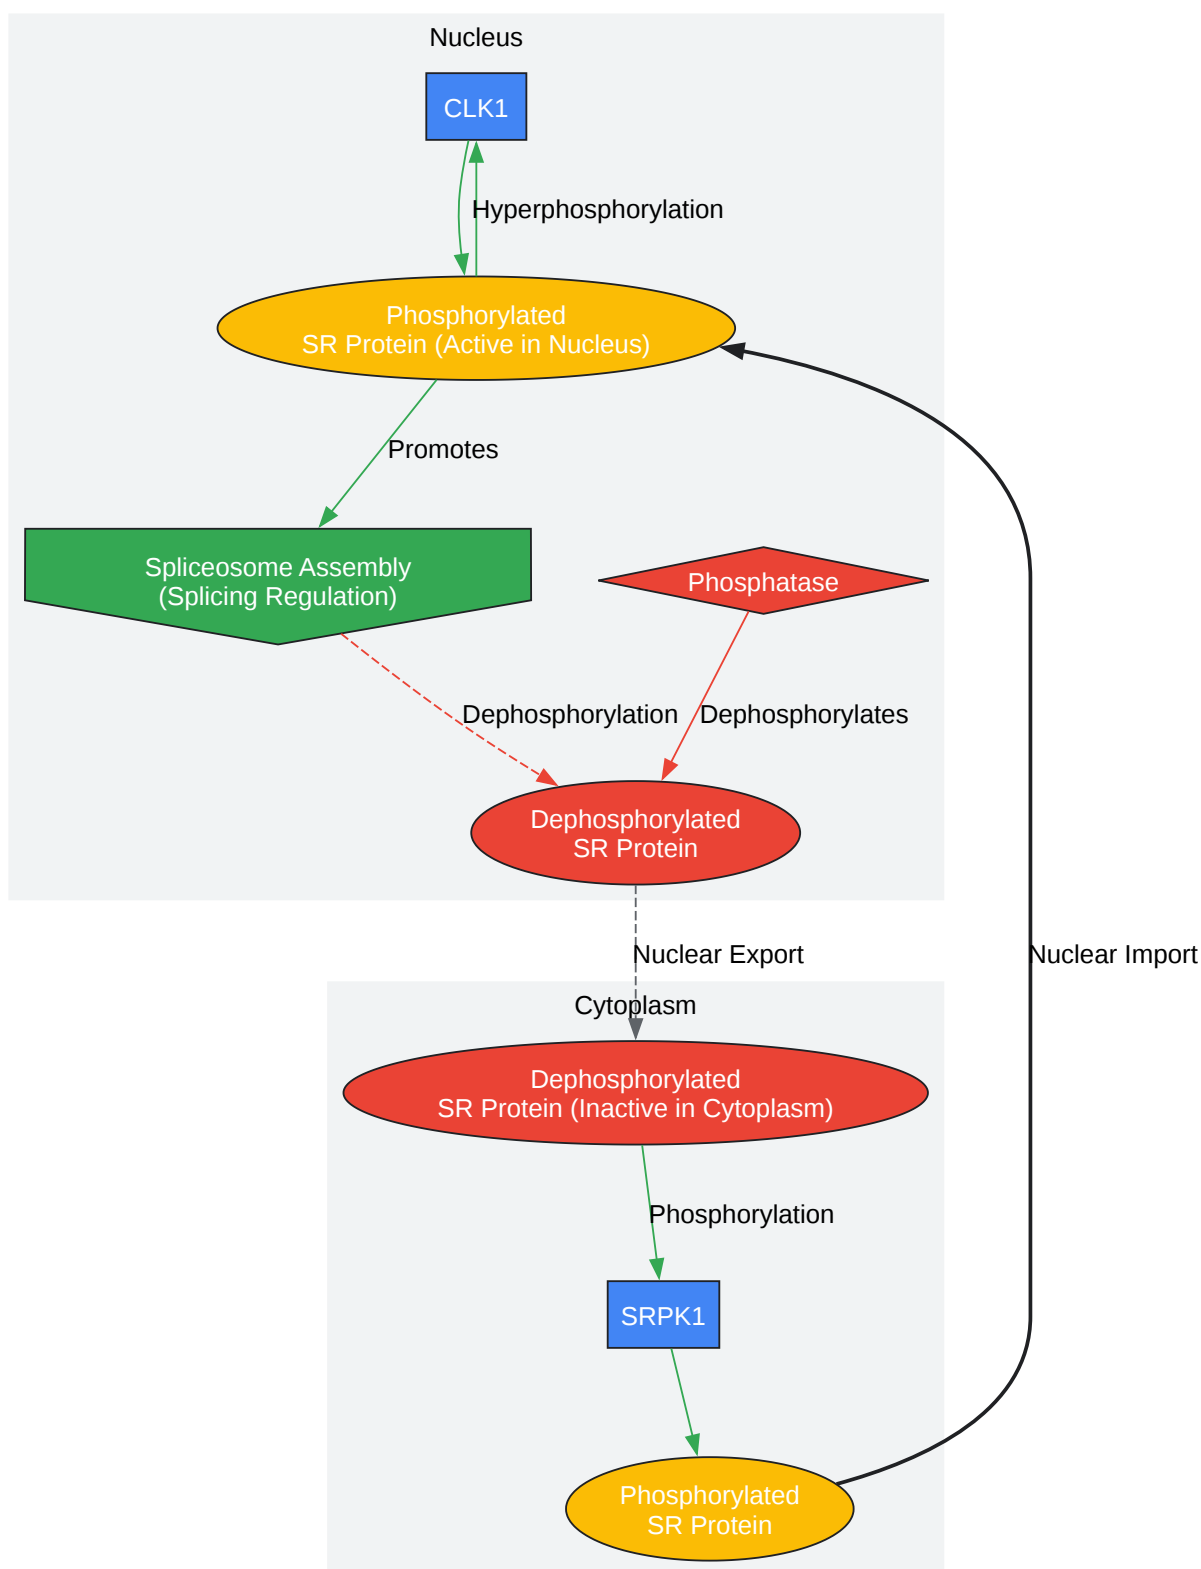 Nucleus
CLK1
Hyperphosphorylation
Phosphorylated
SR Protein (Active in Nucleus)
Promotes
Spliceosome Assembly
(Splicing Regulation)
Phosphatase
Dephosphorylation
Dephosphorylates
Dephosphorylated
SR Protein
Nuclear Export
Nuclear Import
Cytoplasm
Dephosphorylated
SR Protein (Inactive in Cytoplasm)
Phosphorylation
SRPK1
Phosphorylated
SR Protein